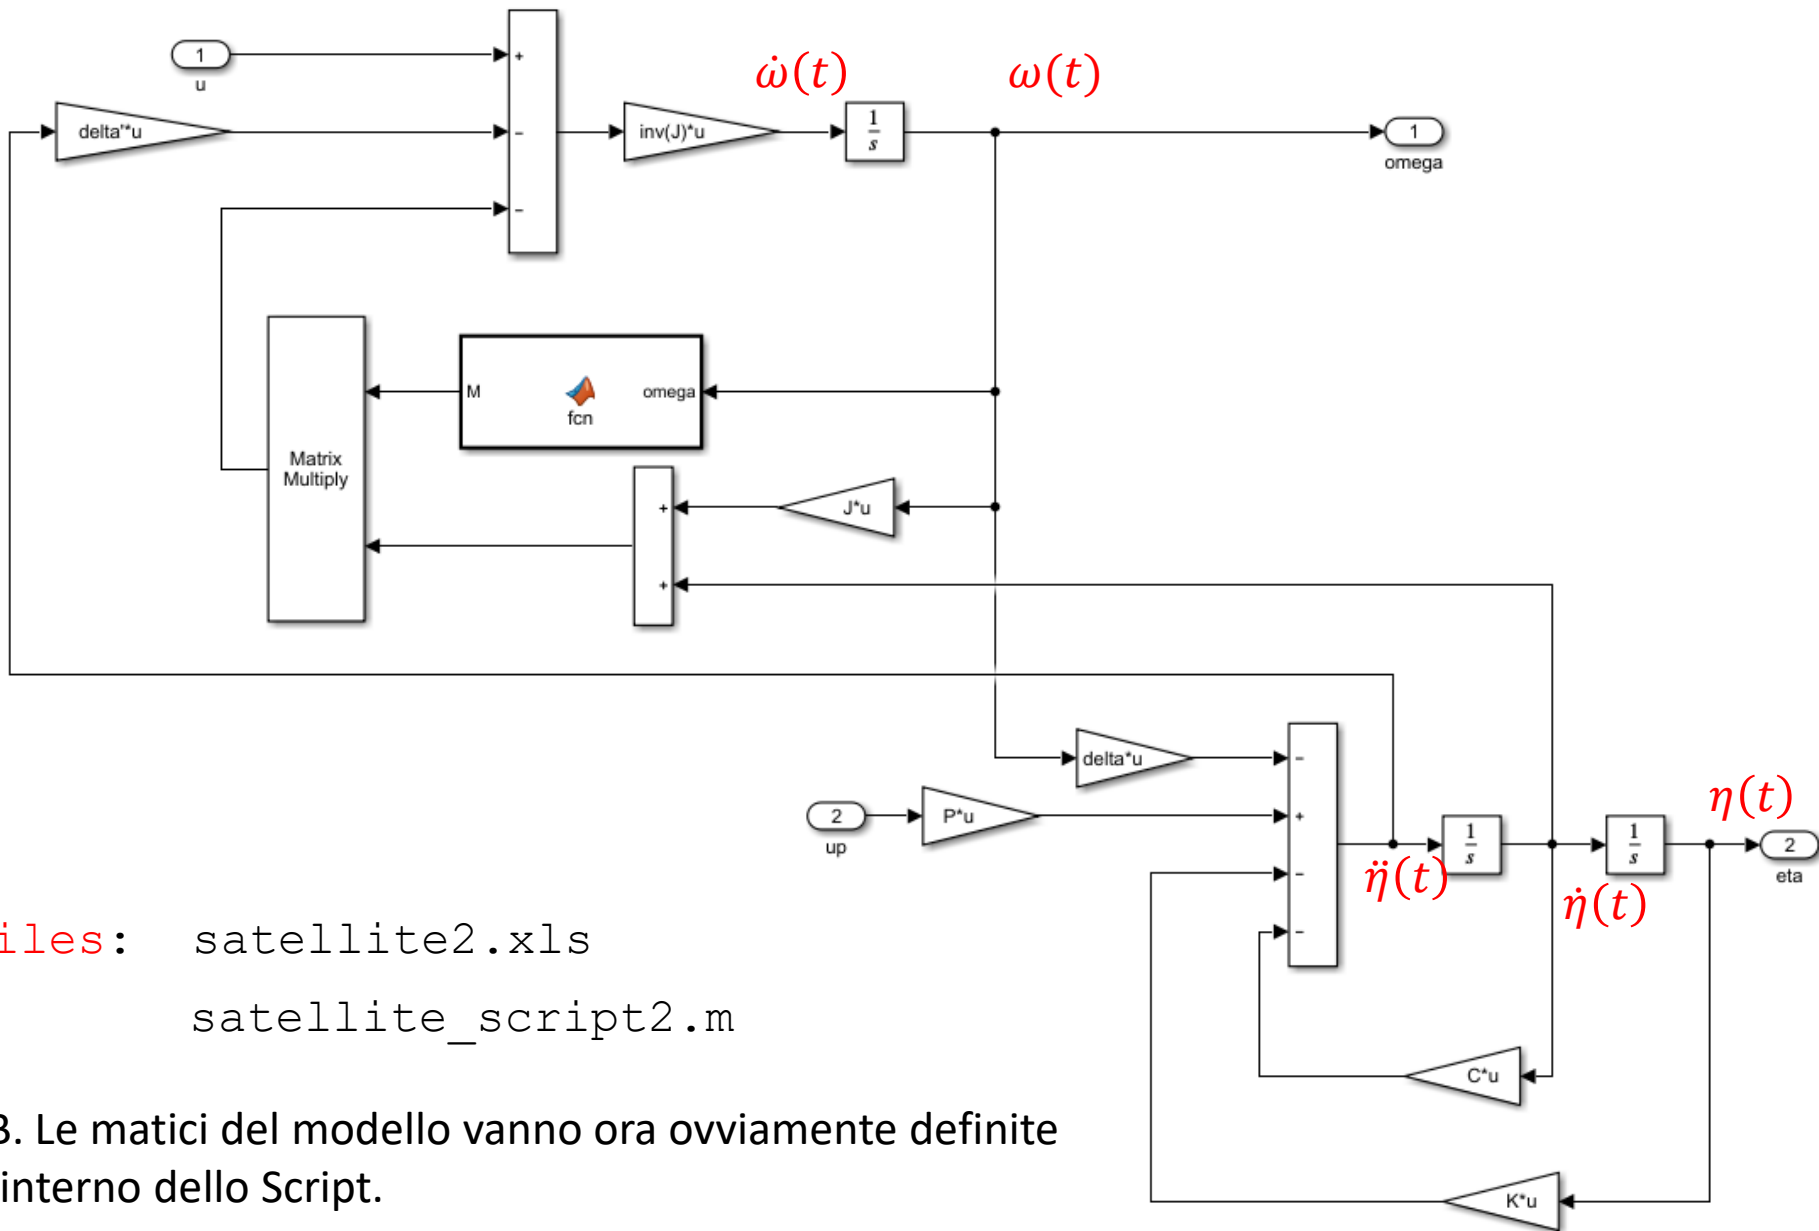 1
u
delta'*u
+
-
-
inv(J)*u
ω̇(t)
1
s
ω(t)
1
omega
Matrix
Multiply
M
fcn
omega
J*u
+
+
delta*u
2
up
P*u
-
+
-
-
η̈(t)
1
s
η̇(t)
1
s
η(t)
2
eta
C*u
K*u
iles: satellite2.xls
satellite_script2.m
B. Le matici del modello vanno ora ovviamente definite
interno dello Script.